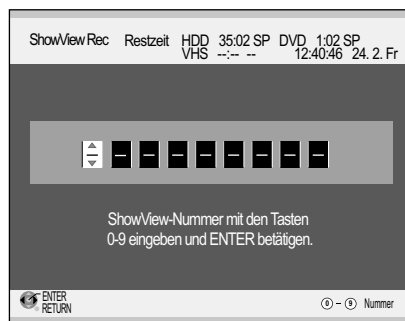 ShowView Rec Restzeit HDD 35:02 SP DVD 1:02 SP
VHS --:-- -- 12:40:46 24. 2. Fr
– – – – – – – – –
ShowView-Nummer mit den Tasten
0-9 eingeben und ENTER betätigen.
ENTER
RETURN
0 – 9 Nummer